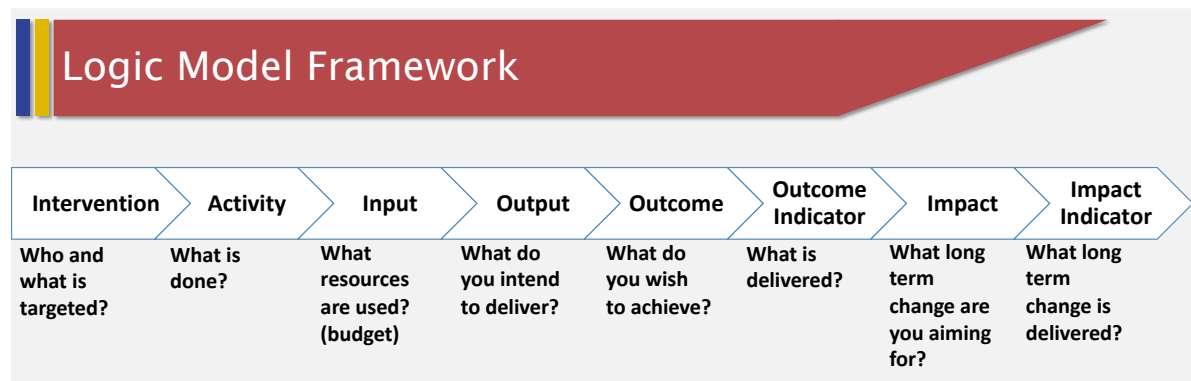 Logic Model Framework
Intervention
Activity
Input
Output
Outcome
Outcome
Indicator
Impact
Impact
Indicator
Who and
what is
targeted?
What is
done?
What
resources
are used?
(budget)
What do
you intend
to deliver?
What do
you wish
to achieve?
What is
delivered?
What long
term
change are
you aiming
for?
What long
term
change is
delivered?